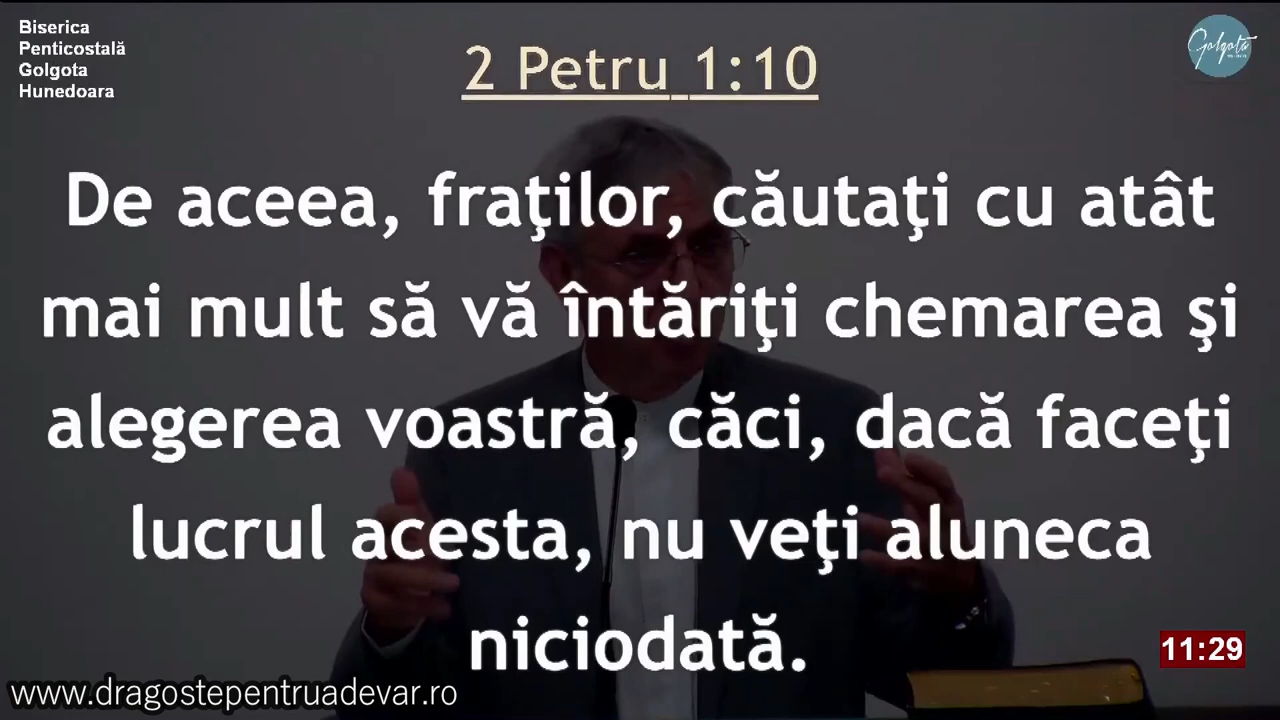 Biserica
Penticostală
Golgota
Hunedoara
Golgota
2 Petru 1:10
De aceea, fraţilor, căutaţi cu atât
mai mult să vă întăriţi chemarea şi
alegerea voastră, căci, dacă faceţi
lucrul acesta, nu veţi aluneca
niciodată.
11:29
www.dragostepentruadevar.ro